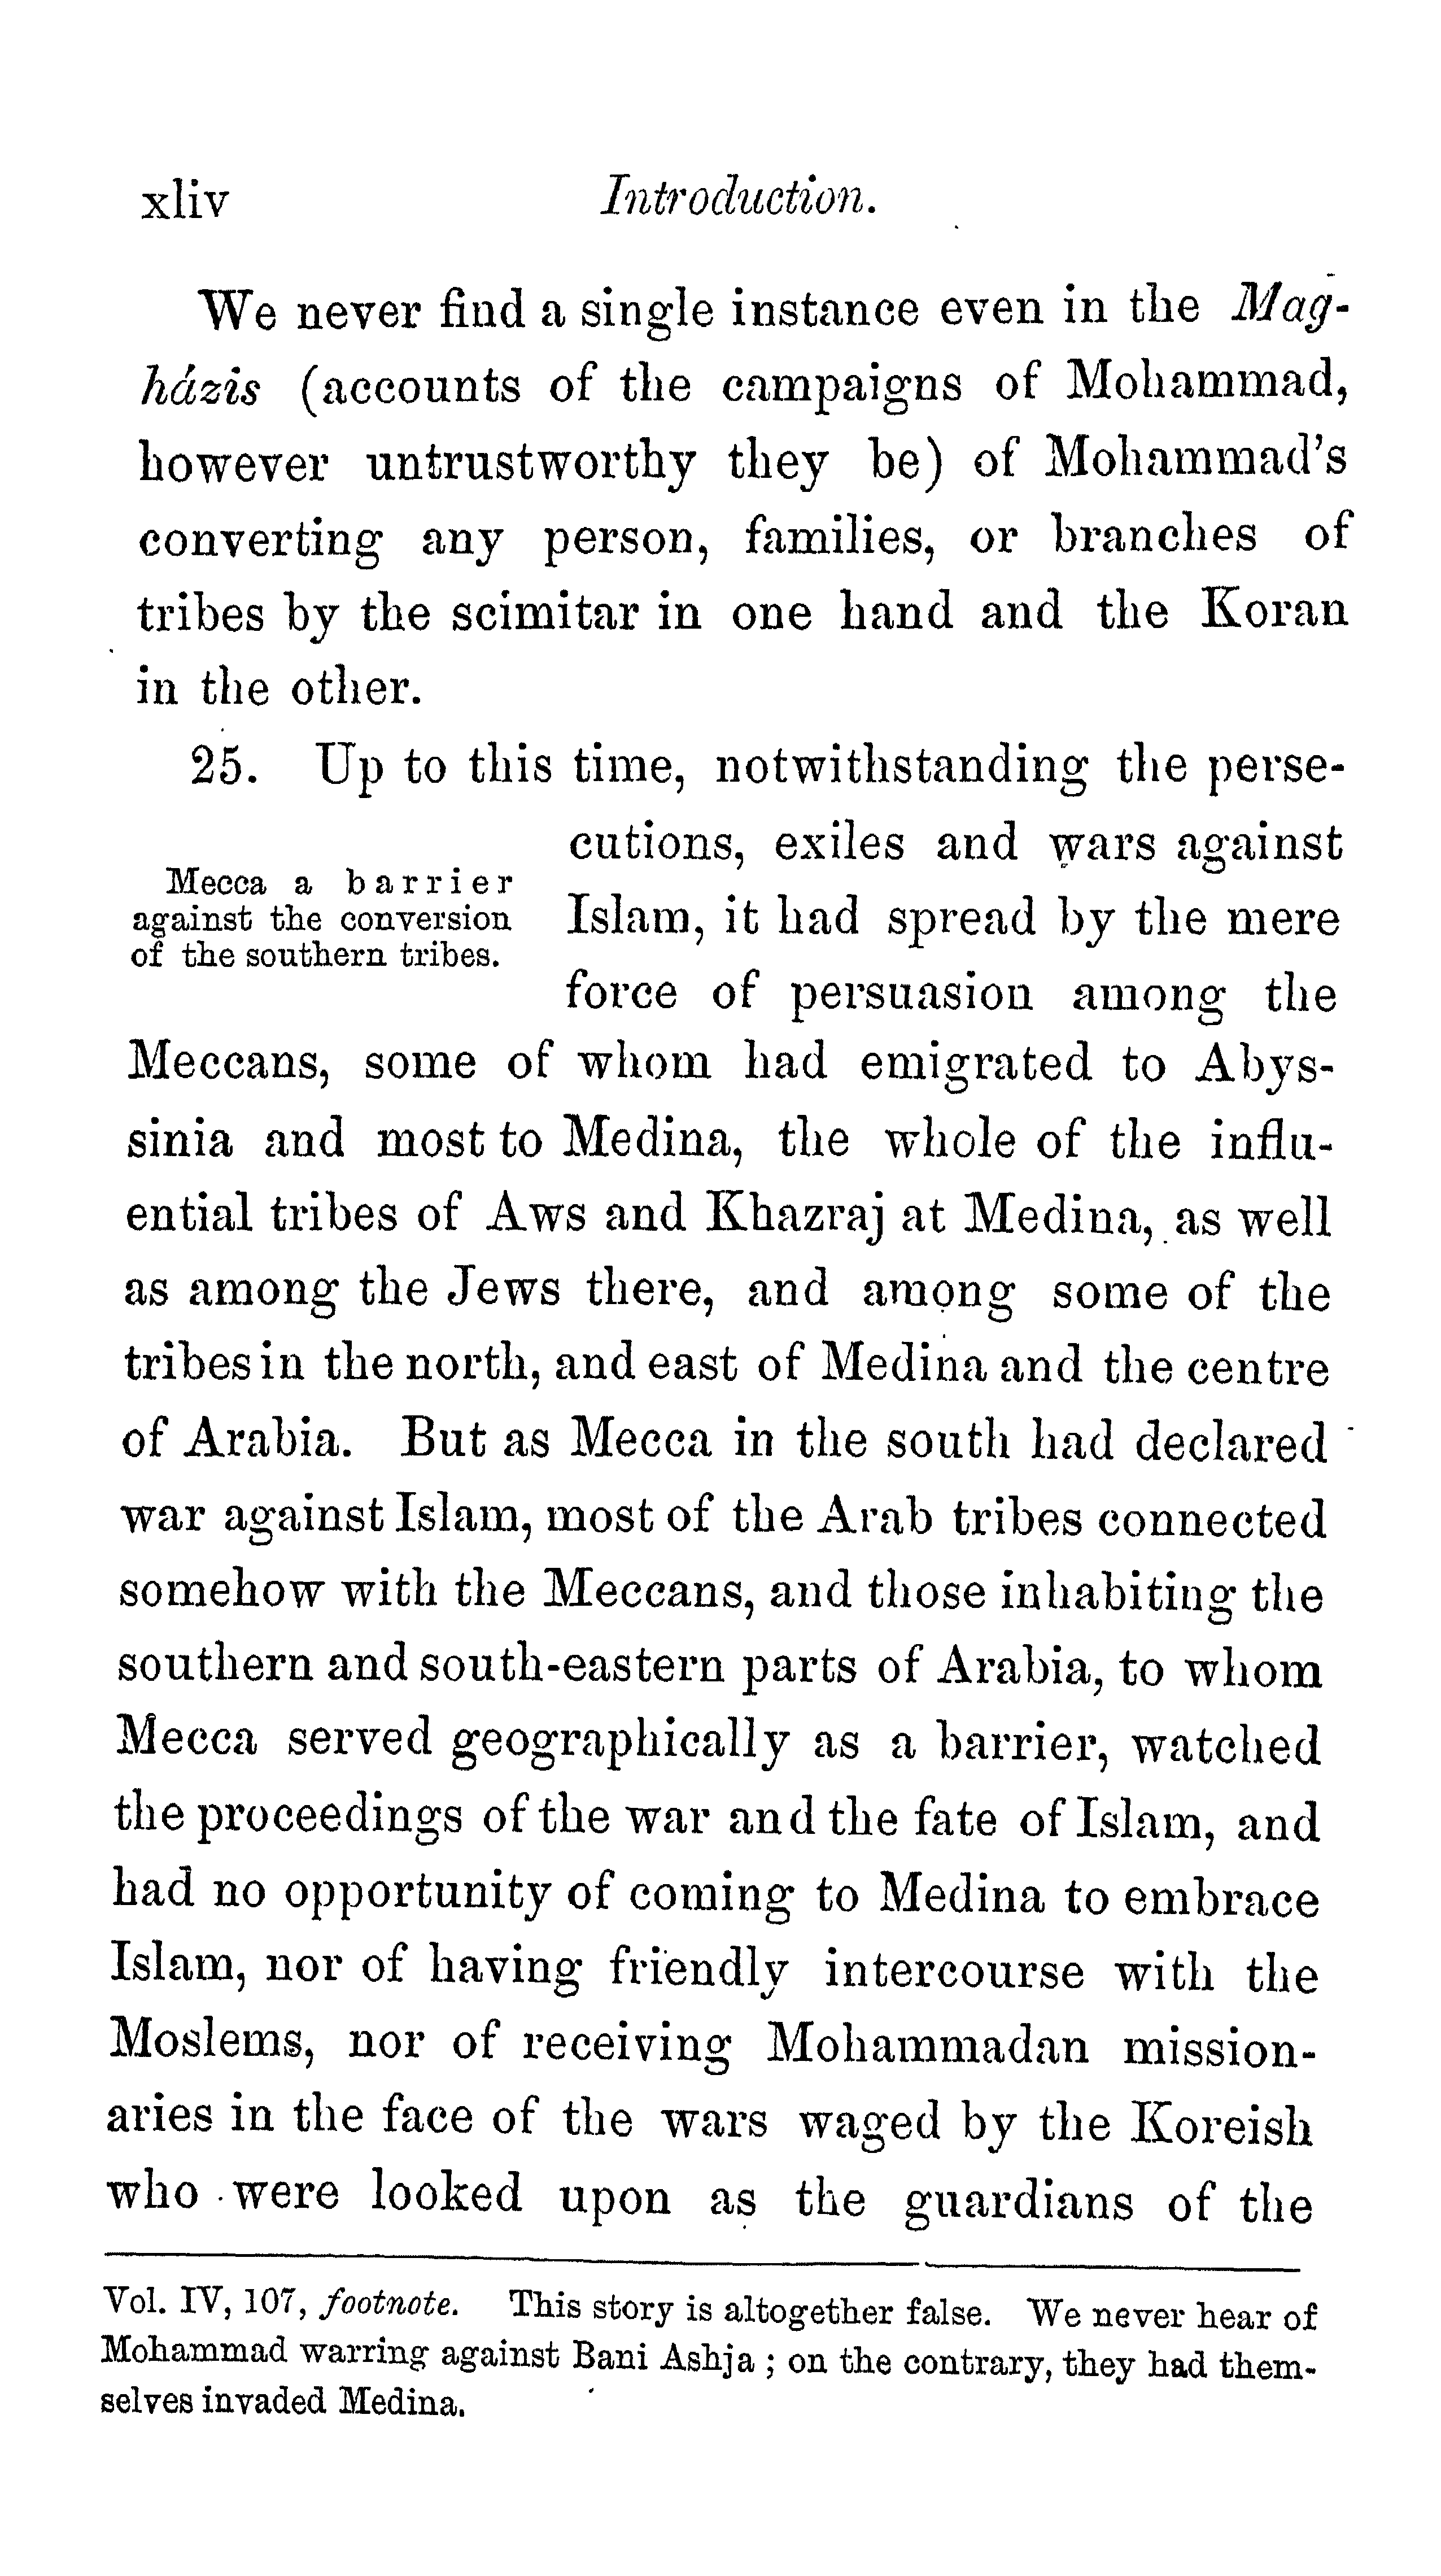 xliv Introduction.
We never find a single instance even in the Mag-
házis (accounts of the campaigns of Mohammad,
however untrustworthy they be) of Mohammad's
converting any person, families, or branches of
tribes by the scimitar in one hand and the Koran
in the other.
25. Up to this time, notwithstanding the perse-
Mecca a barrier
against the conversion
of the southern tribes.
cutions, exiles and wars against
Islam, it had spread by the mere
force of persuasion among the
Meccans, some of whom had emigrated to Abys-
sinia and most to Medina, the whole of the influ-
ential tribes of Aws and Khazraj at Medina, as well
as among the Jews there, and among some of the
tribes in the north, and east of Medina and the centre
of Arabia. But as Mecca in the south had declared
war against Islam, most of the Arab tribes connected
somehow with the Meccans, and those inhabiting the
southern and south-eastern parts of Arabia, to whom
Mecca served geographically as a barrier, watched
the proceedings of the war and the fate of Islam, and
had no opportunity of coming to Medina to embrace
Islam, nor of having friendly intercourse with the
Moslems, nor of receiving Mohammadan mission-
aries in the face of the wars waged by the Koreish
who were looked upon as the guardians of the
Vol. IV, 107, footnote. This story is altogether false. We never hear of
Mohammad warring against Bani Ashja ; on the contrary, they had them-
selves invaded Medina.